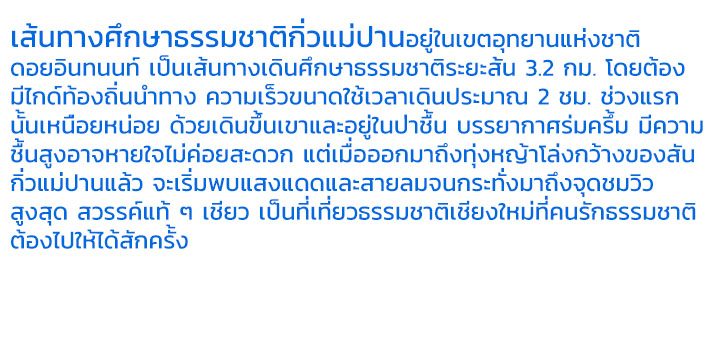 เส้นทางศึกษาธรรมชาติกิ่วแม่ปานอยู่ในเขตอุทยานแห่งชาติ
ดอยอินทนนท์ เป็นเส้นทางเดินศึกษาธรรมชาติระยะสั้น 3.2 กม. โดยต้อง
มีไกด์ท้องถิ่นนำทาง ความเร็วขนาดใช้เวลาเดินประมาณ 2 ชม. ช่วงแรก
นั้นเหนือยหน่อย ด้วยเดินขึ้นเขาและอยู่ในป่าชื้น บรรยากาศร่มครึ้ม มีความ
ชื้นสูงอาจหายใจไม่ค่อยสะดวก แต่เมื่อออกมาถึงทุ่งหญ้าโล่งกว้างของสัน
กิ่วแม่ปานแล้ว จะเริ่มพบแสงแดดและสายลมจนกระทั่งมาถึงจุดชมวิว
สูงสุด สวรรค์แท้ ๆ เชียว เป็นที่เที่ยวธรรมชาติเชียงใหม่ที่คนรักธรรมชาติ
ต้องไปให้ได้สักครั้ง